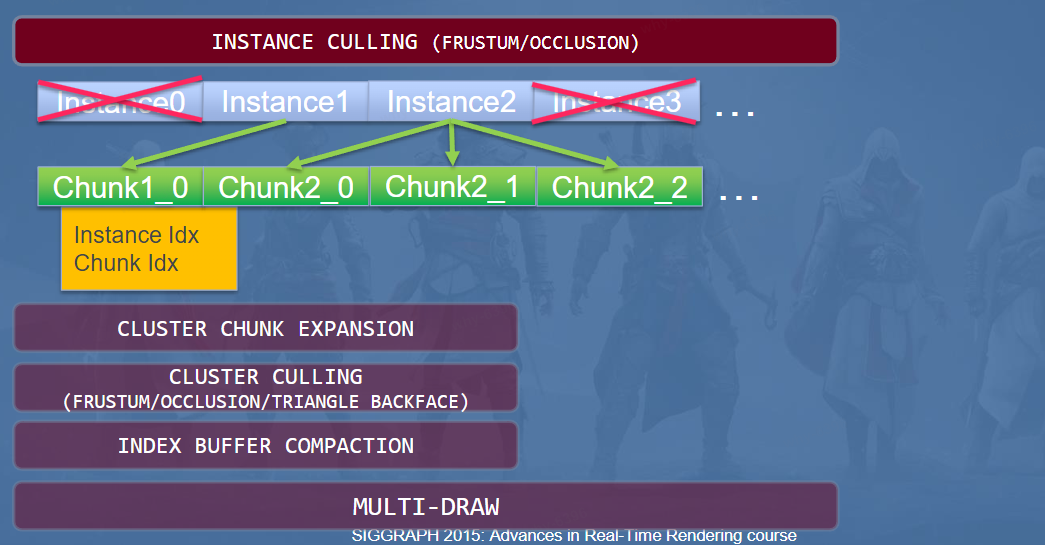 INSTANCE CULLING (FRUSTUM/OCCLUSION)
Instance0 Instance1 Instance2 Instance3 ...
Chunk1_0 Chunk2_0 Chunk2_1 Chunk2_2 ...
Instance Idx
Chunk Idx
CLUSTER CHUNK EXPANSION
CLUSTER CULLING
(FRUSTUM/OCCLUSION/TRIANGLE BACKFACE)
INDEX BUFFER COMPACTION
MULTI-DRAW
SIGGRAPH 2015: Advances in Real-Time Rendering course